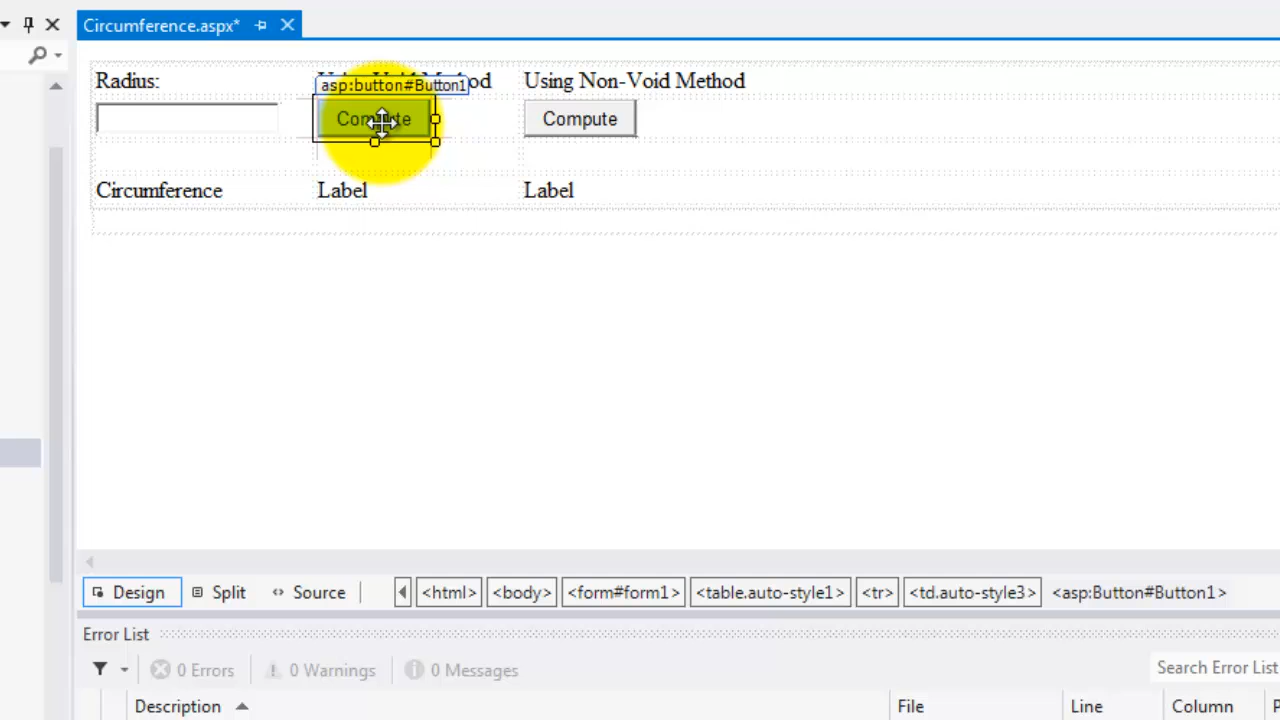 Circumference.aspx*
Radius:
od
Using Non-Void Method
asp:button#Button1
Compute
Compute
Circumference
Label
Label
Design
Split
Source
<html>
<body>
<form#form1>
<table.auto-style1>
<tr>
<td.auto-style3>
<asp:Button#Button1>
Error List
0 Errors
0 Warnings
0 Messages
Search Error List
Description
File
Line
Column
P